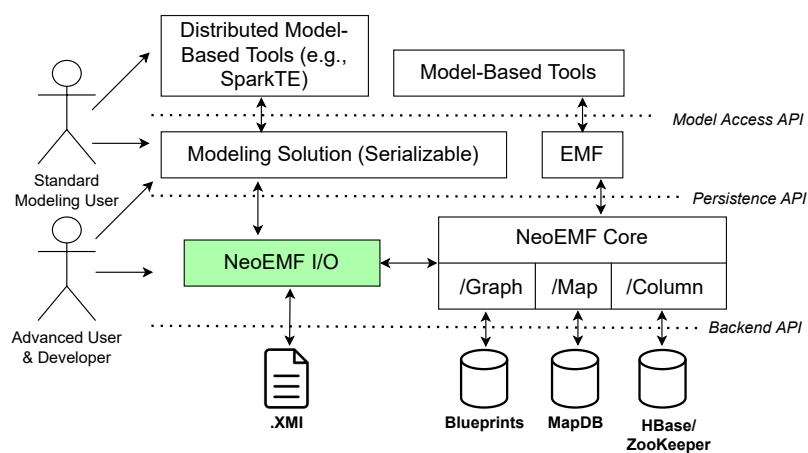 Distributed Model-
Based Tools (e.g.,
SparkTE)
Model-Based Tools
Model Access API
Modeling Solution (Serializable)
EMF
Standard
Modeling User
Persistence API
NeoEMF Core
NeoEMF I/O
/Graph
/Map
/Column
Advanced User
& Developer
Backend API
.XMI
Blueprints
MapDB
HBase/
ZooKeeper